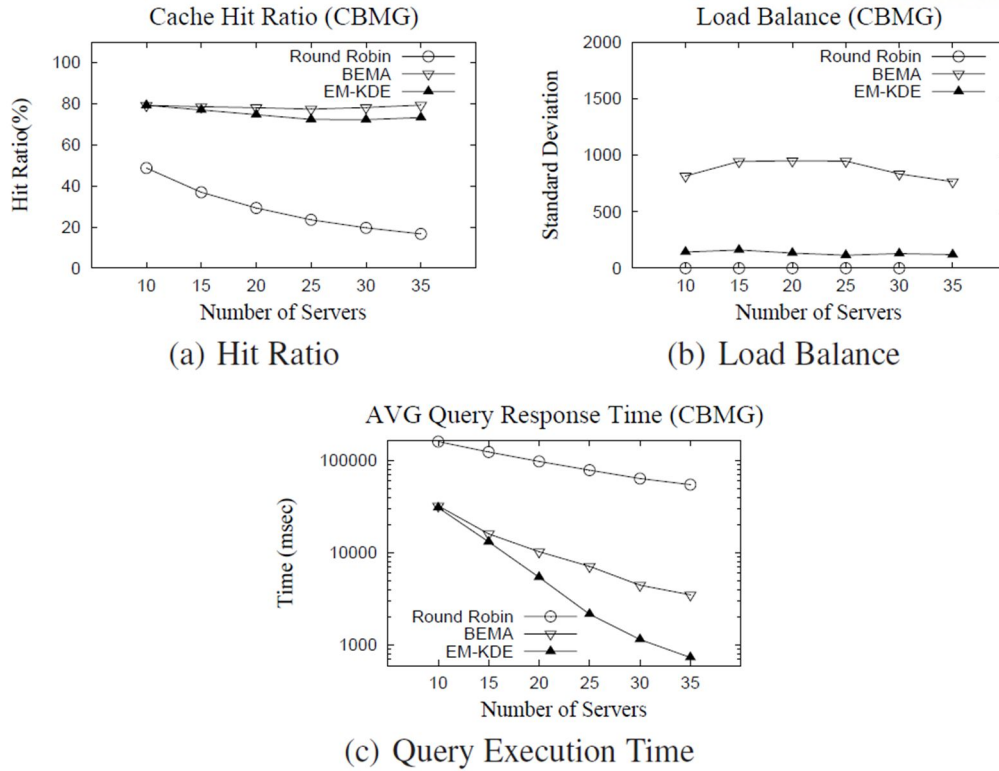 Cache Hit Ratio (CBMG)
Hit Ratio(%)
100
80
60
40
20
0
Round Robin
BEMA
EM-KDE
10 15 20 25 30 35
Number of Servers
(a) Hit Ratio
Load Balance (CBMG)
Standard Deviation
2000
1500
1000
500
0
Round Robin
BEMA
EM-KDE
10 15 20 25 30 35
Number of Servers
(b) Load Balance
AVG Query Response Time (CBMG)
Time (msec)
100000
10000
1000
Round Robin
BEMA
EM-KDE
10 15 20 25 30 35
Number of Servers
(c) Query Execution Time